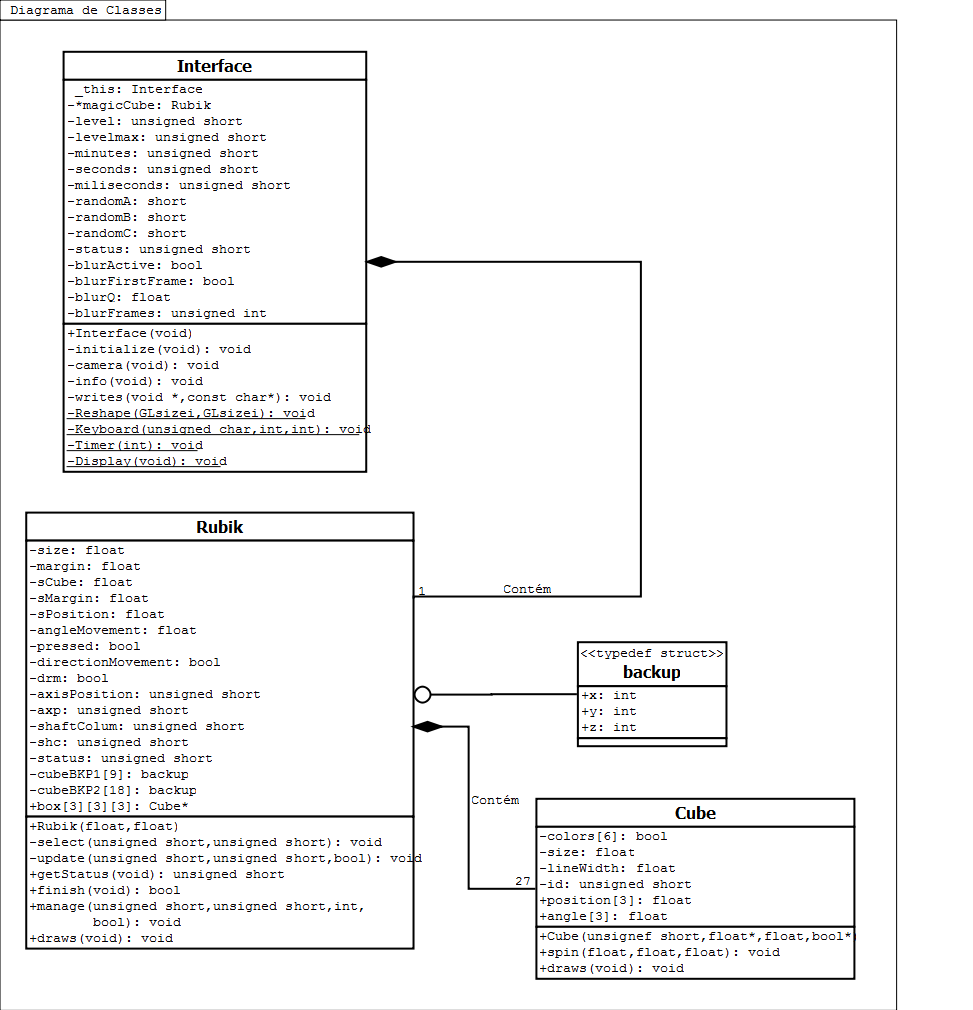 Diagrama de Classes
Interface
_this: Interface
-*magicCube: Rubik
-level: unsigned short
-levelmax: unsigned short
-minutes: unsigned short
-seconds: unsigned short
-miliseconds: unsigned short
-randomA: short
-randomB: short
-randomC: short
-status: unsigned short
-blurActive: bool
-blurFirstFrame: bool
-blurQ: float
-blurFrames: unsigned int
+Interface(void)
-initialize(void): void
-camera(void): void
-info(void): void
-writes(void *,const char*): void
-Reshape(GLsizei,GLsizei): void
-Keyboard(unsigned char,int,int): void
-Timer(int): void
-Display(void): void
Rubik
-size: float
-margin: float
-sCube: float
-sMargin: float
-sPosition: float
-angleMovement: float
-pressed: bool
-directionMovement: bool
-drm: bool
-axisPosition: unsigned short
-axp: unsigned short
-shaftColum: unsigned short
-shc: unsigned short
-status: unsigned short
-cubeBKP1[9]: backup
-cubeBKP2[18]: backup
+box[3][3][3]: Cube*
+Rubik(float,float)
-select(unsigned short,unsigned short): void
-update(unsigned short,unsigned short,bool): void
+getStatus(void): unsigned short
+finish(void): bool
+manage(unsigned short,unsigned short,int,
bool): void
+draws(void): void
1
Contém
<<typedef struct>>
backup
+x: int
+y: int
+z: int
Contém
27
Cube
-colors[6]: bool
-size: float
-lineWidth: float
-id: unsigned short
+position[3]: float
+angle[3]: float
+Cube(unsignef short,float*,float,bool*)
+spin(float,float,float): void
+draws(void): void